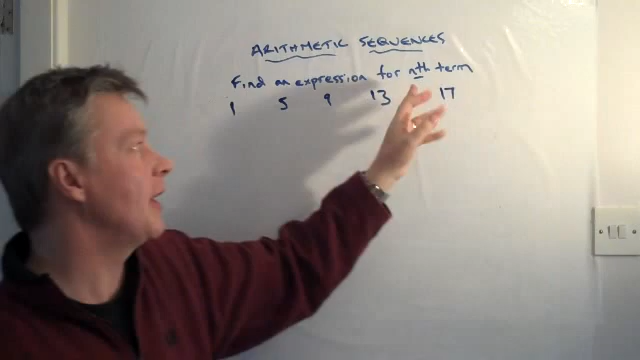 ARITHMETIC SEQUENCES
Find an expression for nth term
1 5 9 13 17